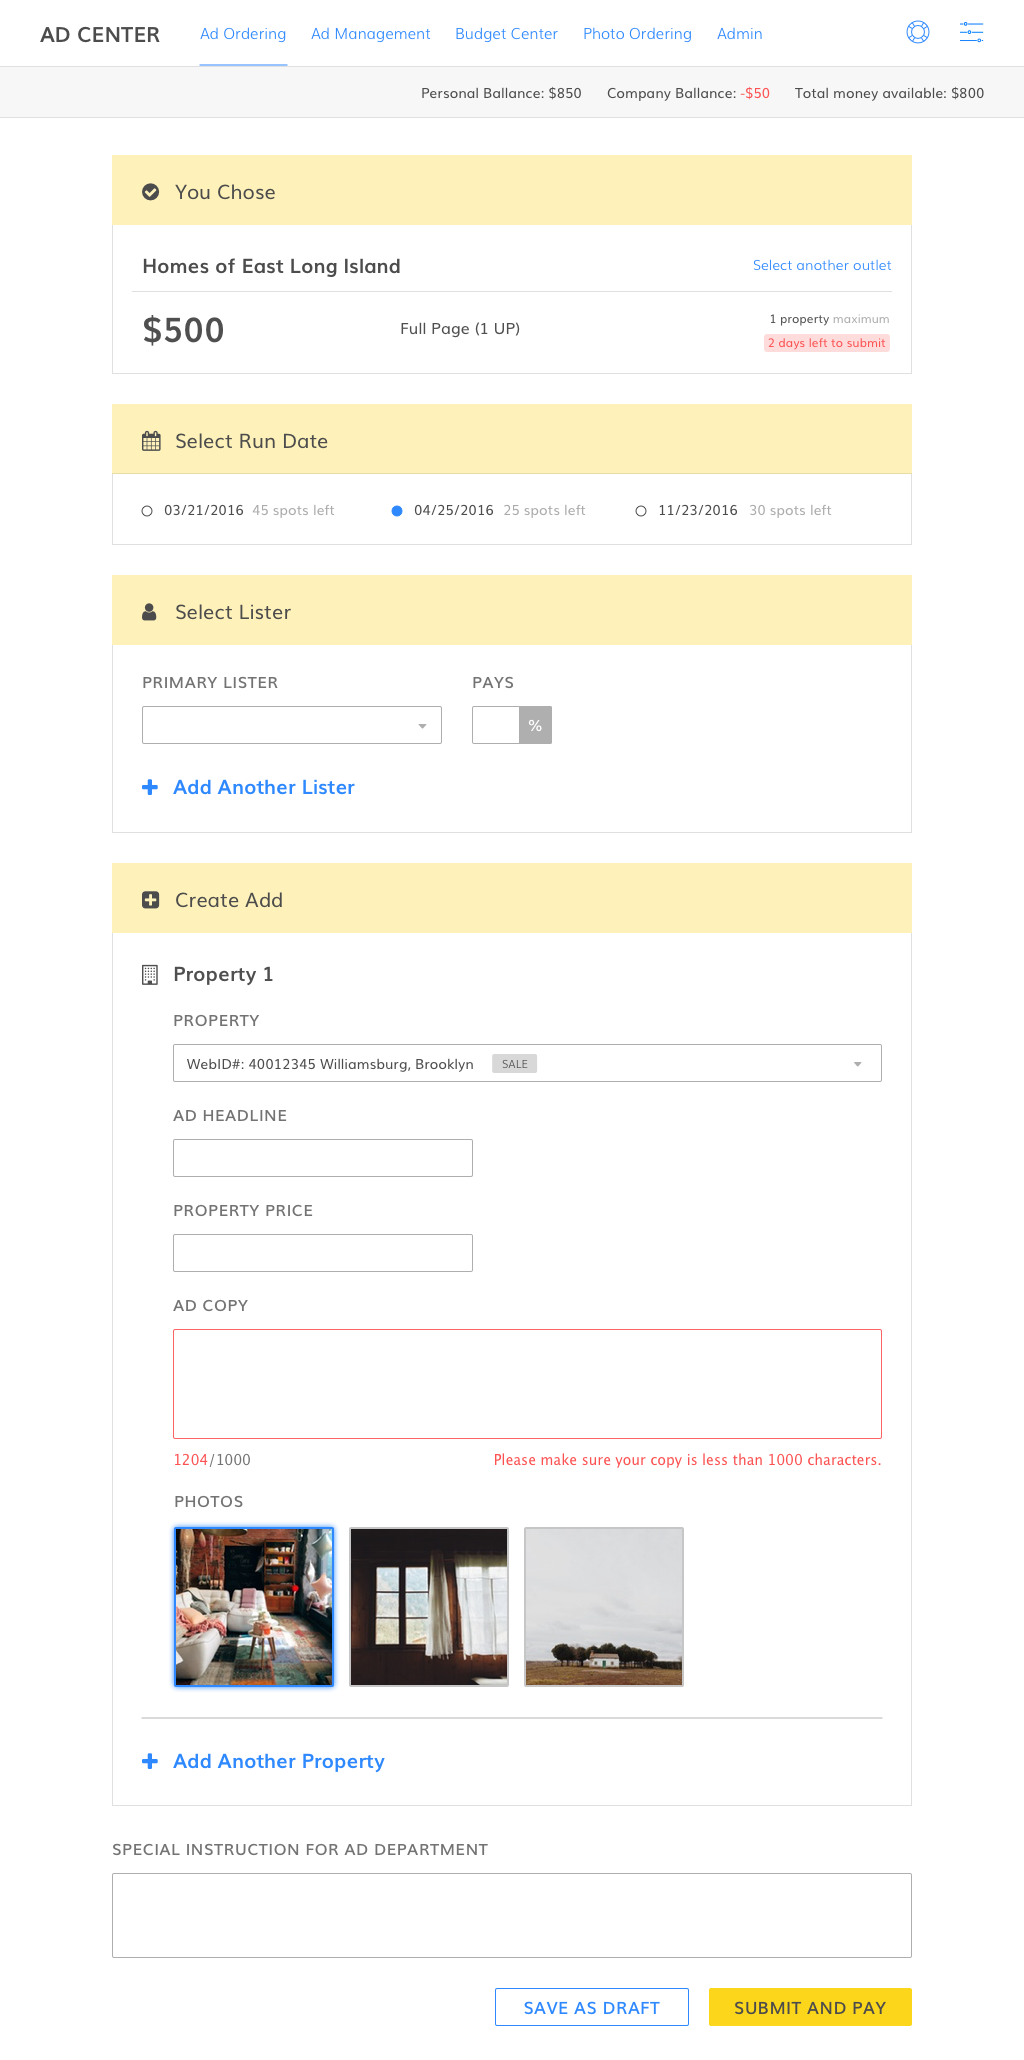 AD CENTER Ad Ordering Ad Management Budget Center Photo Ordering Admin
Personal Ballance: $850 Company Ballance: -$50 Total money available: $800
You Chose
Homes of East Long Island Select another outlet
$500 Full Page (1 UP) 1 property maximum
2 days left to submit
Select Run Date
03/21/2016 45 spots left 04/25/2016 25 spots left 11/23/2016 30 spots left
Select Lister
PRIMARY LISTER PAYS
%
Add Another Lister
Create Add
Property 1
PROPERTY
WebID#: 40012345 Williamsburg, Brooklyn SALE
AD HEADLINE
PROPERTY PRICE
AD COPY
1204/1000 Please make sure your copy is less than 1000 characters.
PHOTOS
Add Another Property
SPECIAL INSTRUCTION FOR AD DEPARTMENT
SAVE AS DRAFT SUBMIT AND PAY